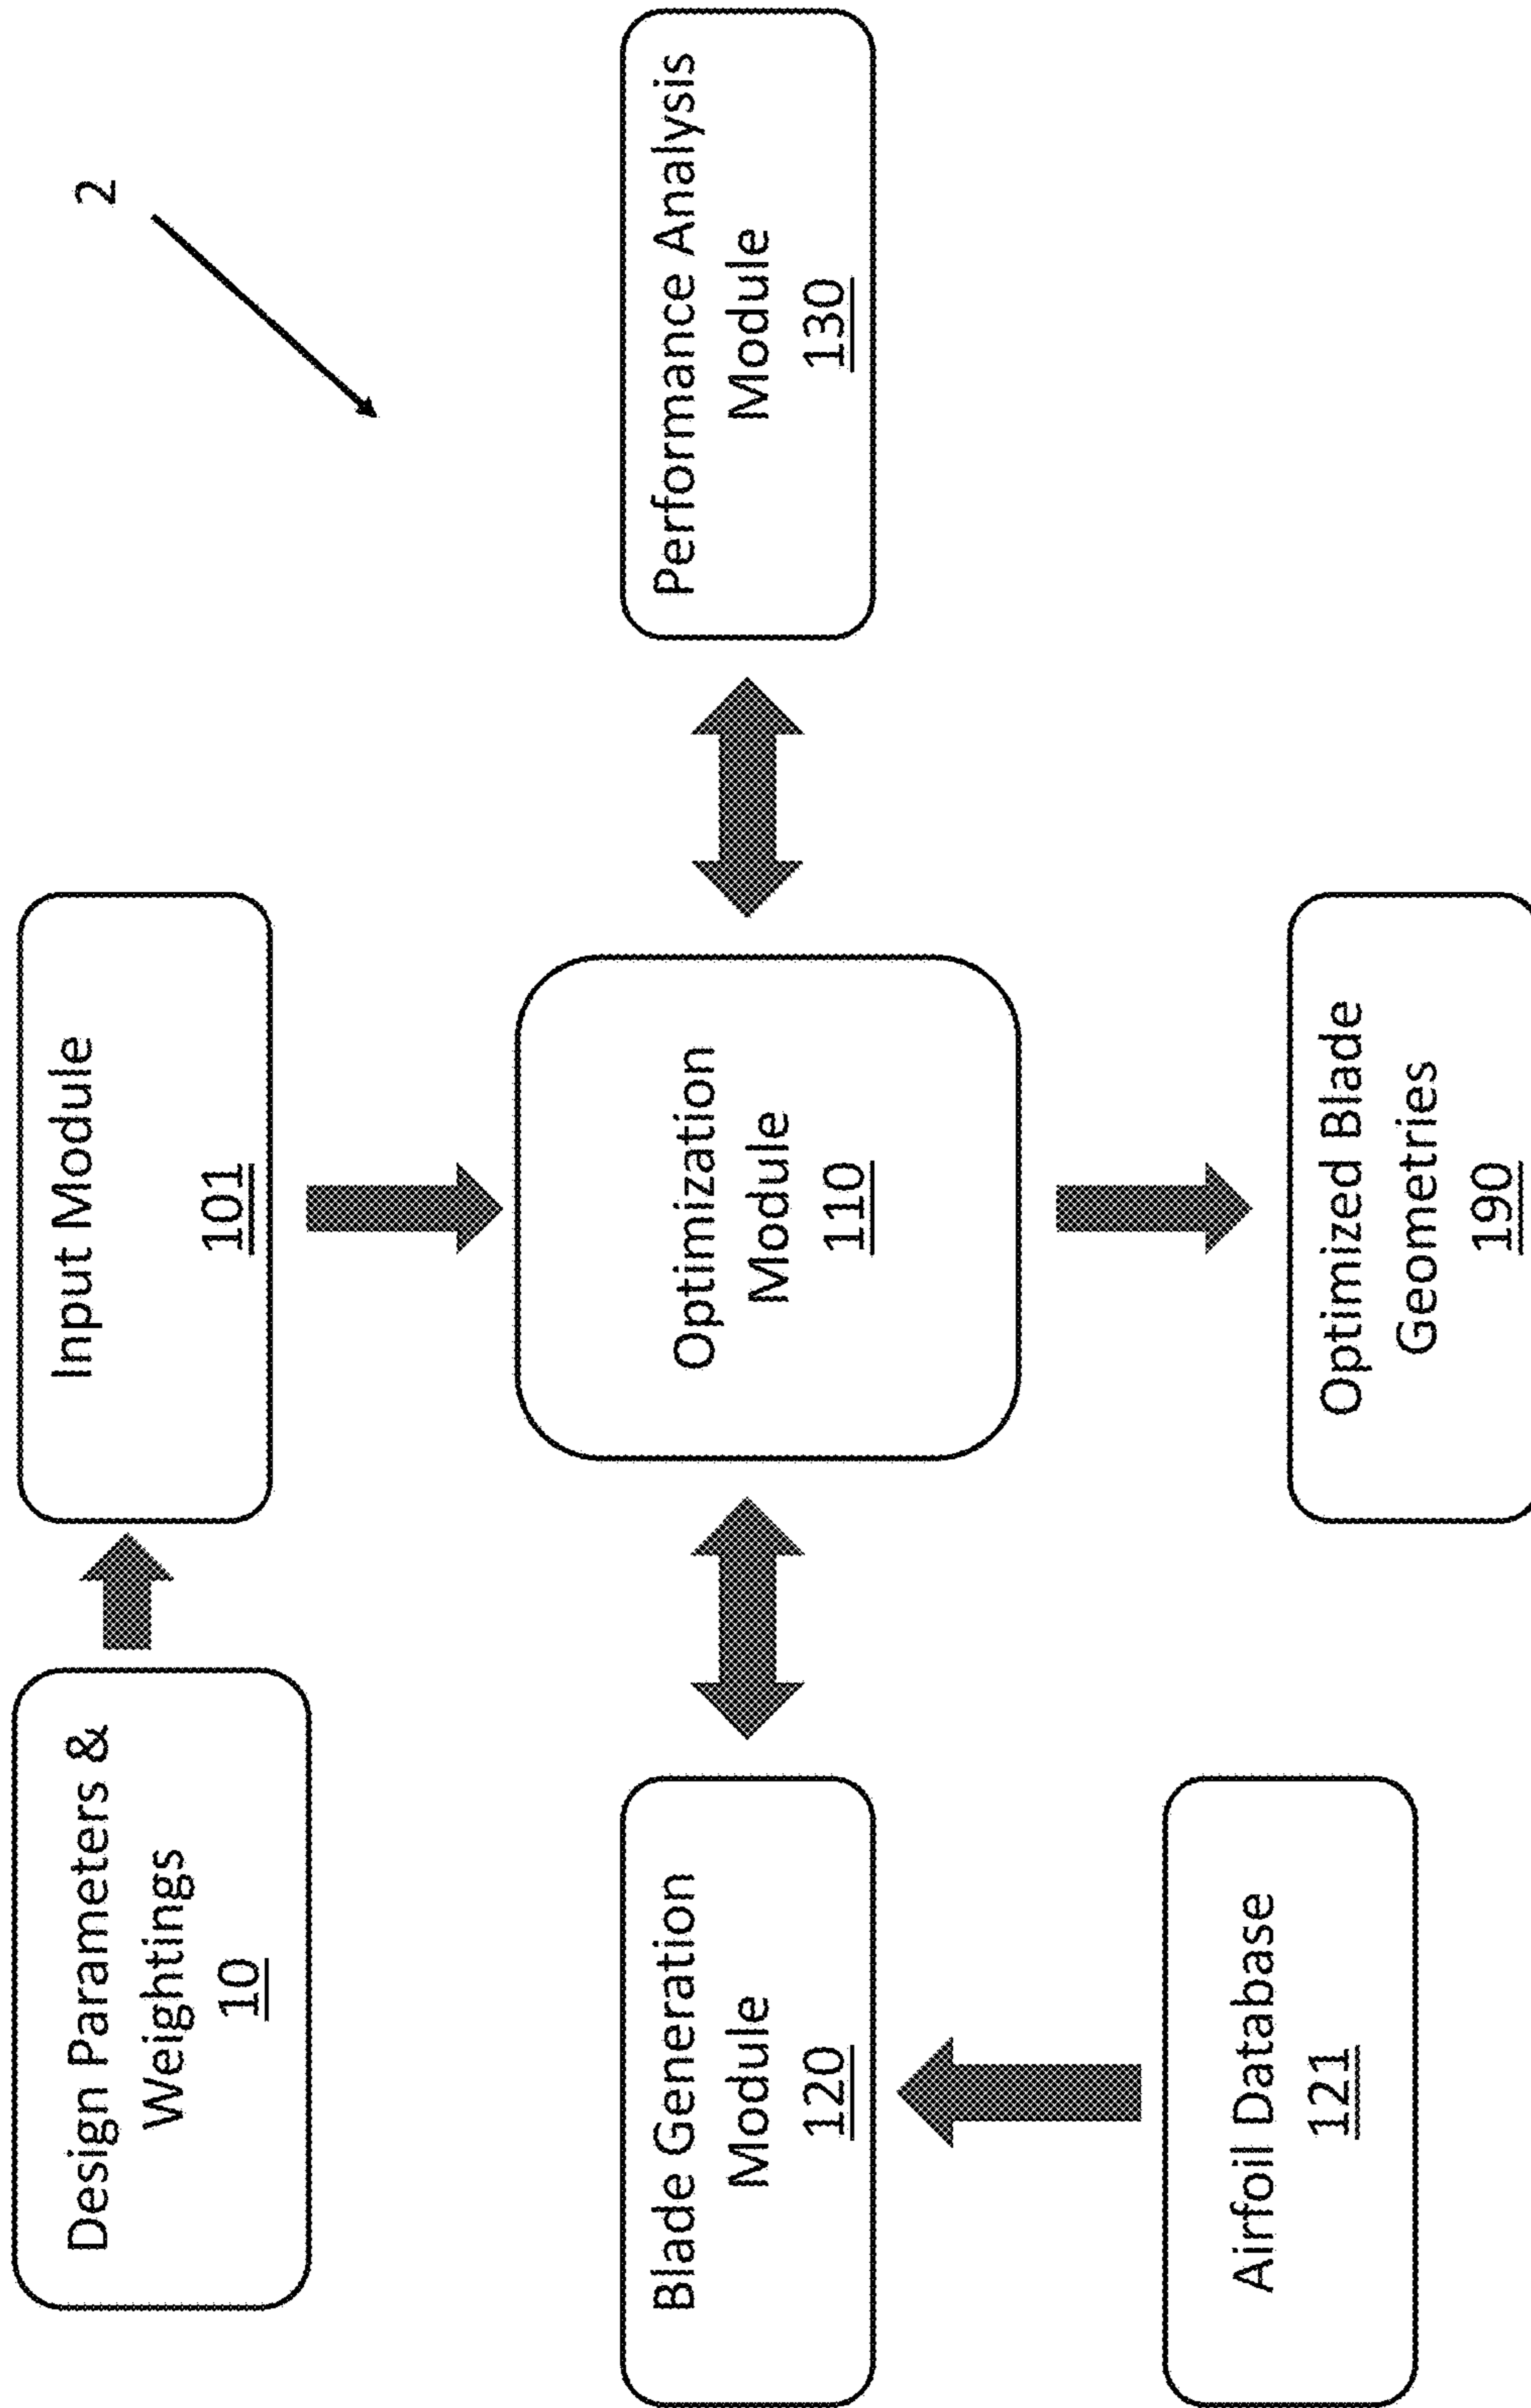 2
Design Parameters &
Weightings
10
Input Module
101
Blade Generation
Module
120
Optimization
Module
110
Performance Analysis
Module
130
Airfoil Database
121
Optimized Blade
Geometries
190